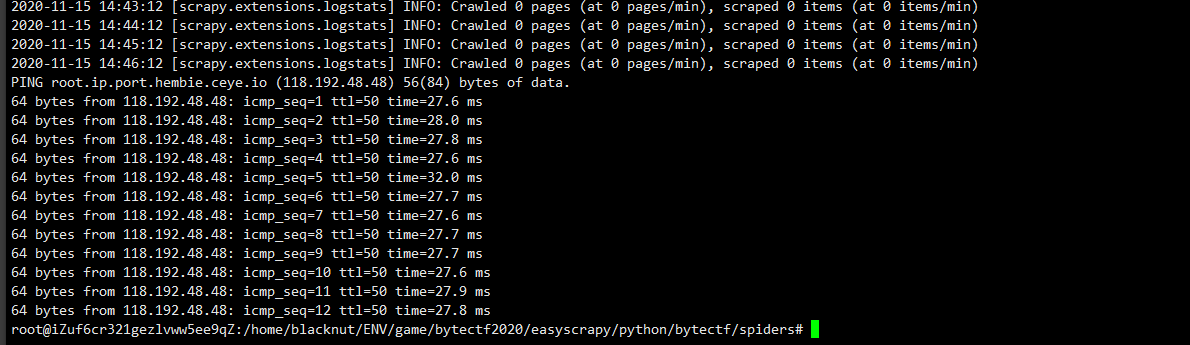 2020-11-15 14:43:12 [scrapy.extensions.logstats] INFO: Crawled 0 pages (at 0 pages/min), scraped 0 items (at 0 items/min)
2020-11-15 14:44:12 [scrapy.extensions.logstats] INFO: Crawled 0 pages (at 0 pages/min), scraped 0 items (at 0 items/min)
2020-11-15 14:45:12 [scrapy.extensions.logstats] INFO: Crawled 0 pages (at 0 pages/min), scraped 0 items (at 0 items/min)
2020-11-15 14:46:12 [scrapy.extensions.logstats] INFO: Crawled 0 pages (at 0 pages/min), scraped 0 items (at 0 items/min)
PING root.ip.port.hembie.ceye.io (118.192.48.48) 56(84) bytes of data.
64 bytes from 118.192.48.48: icmp_seq=1 ttl=50 time=27.6 ms
64 bytes from 118.192.48.48: icmp_seq=2 ttl=50 time=28.0 ms
64 bytes from 118.192.48.48: icmp_seq=3 ttl=50 time=27.8 ms
64 bytes from 118.192.48.48: icmp_seq=4 ttl=50 time=27.6 ms
64 bytes from 118.192.48.48: icmp_seq=5 ttl=50 time=32.0 ms
64 bytes from 118.192.48.48: icmp_seq=6 ttl=50 time=27.7 ms
64 bytes from 118.192.48.48: icmp_seq=7 ttl=50 time=27.6 ms
64 bytes from 118.192.48.48: icmp_seq=8 ttl=50 time=27.7 ms
64 bytes from 118.192.48.48: icmp_seq=9 ttl=50 time=27.7 ms
64 bytes from 118.192.48.48: icmp_seq=10 ttl=50 time=27.6 ms
64 bytes from 118.192.48.48: icmp_seq=11 ttl=50 time=27.9 ms
64 bytes from 118.192.48.48: icmp_seq=12 ttl=50 time=27.8 ms
root@iZuf6cr321gezlvww5ee9qZ:/home/blacknut/ENV/game/bytectf2020/easyscrapy/python/bytectf/spiders#